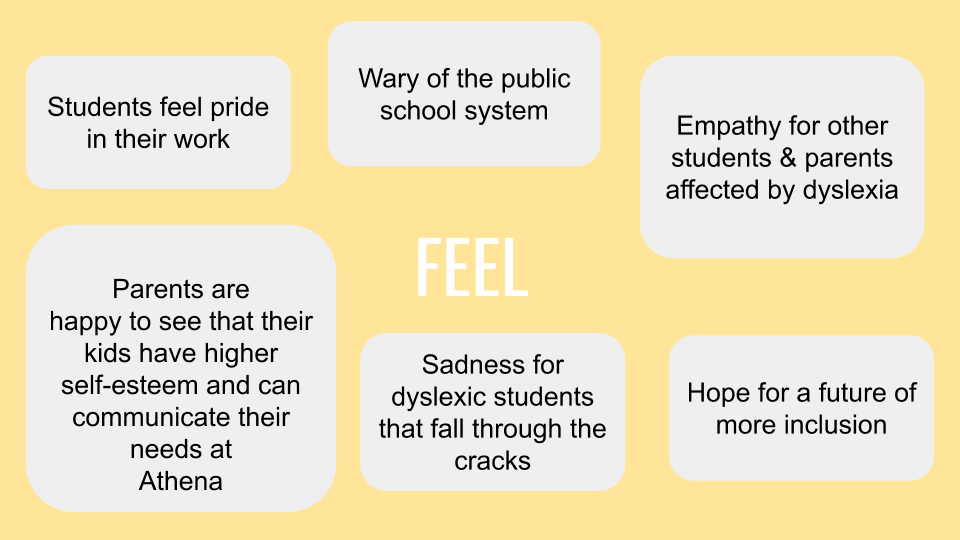 Students feel pride
in their work
Wary of the public
school system
Empathy for other
students & parents
affected by dyslexia
FEEL
Parents are
happy to see that their
kids have higher
self-esteem and can
communicate their
needs at
Athena
Sadness for
dyslexic students
that fall through the
cracks
Hope for a future of
more inclusion